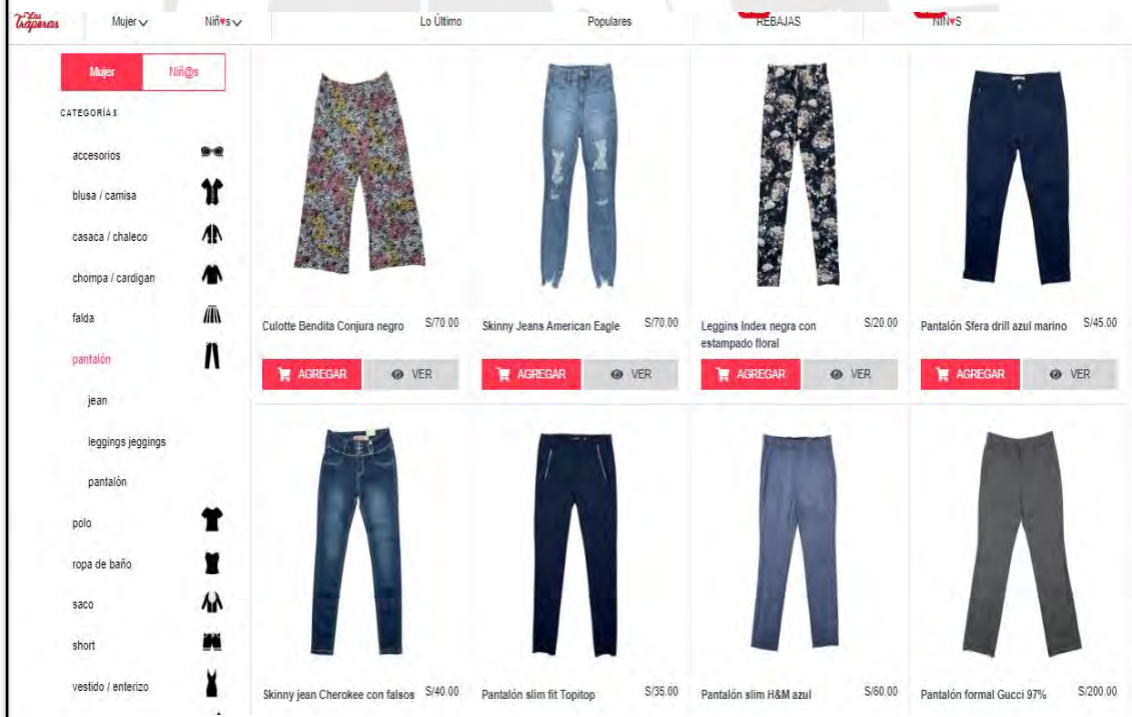 Las
Traperas
Mujer
Niñ♥s
Lo Último
Populares
REBAJAS
NIÑ♥S
Mujer
Niñ@s
CATEGORÍAS
accesorios
blusa / camisa
casaca / chaleco
chompa / cardigan
falda
pantalón
jean
leggings jeggings
pantalón
polo
ropa de baño
saco
short
vestido / enterizo
Culotte Bendita Conjura negro S/70.00
AGREGAR VER
Skinny Jeans American Eagle S/70.00
AGREGAR VER
Leggins Index negra con S/20.00
estampado floral
AGREGAR VER
Pantalón Sfera drill azul marino S/45.00
AGREGAR VER
Skinny jean Cherokee con falsos S/40.00
Pantalón slim fit Topitop S/35.00
Pantalón slim H&M azul S/60.00
Pantalón formal Gucci 97% S/200.00